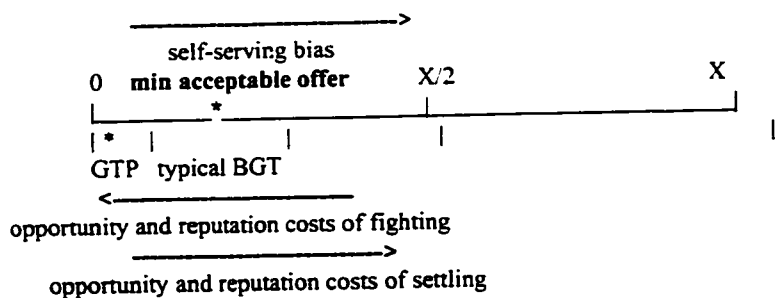 self-serving bias
0 min acceptable offer X/2 X
*
*
GTP typical BGT
opportunity and reputation costs of fighting
opportunity and reputation costs of settling